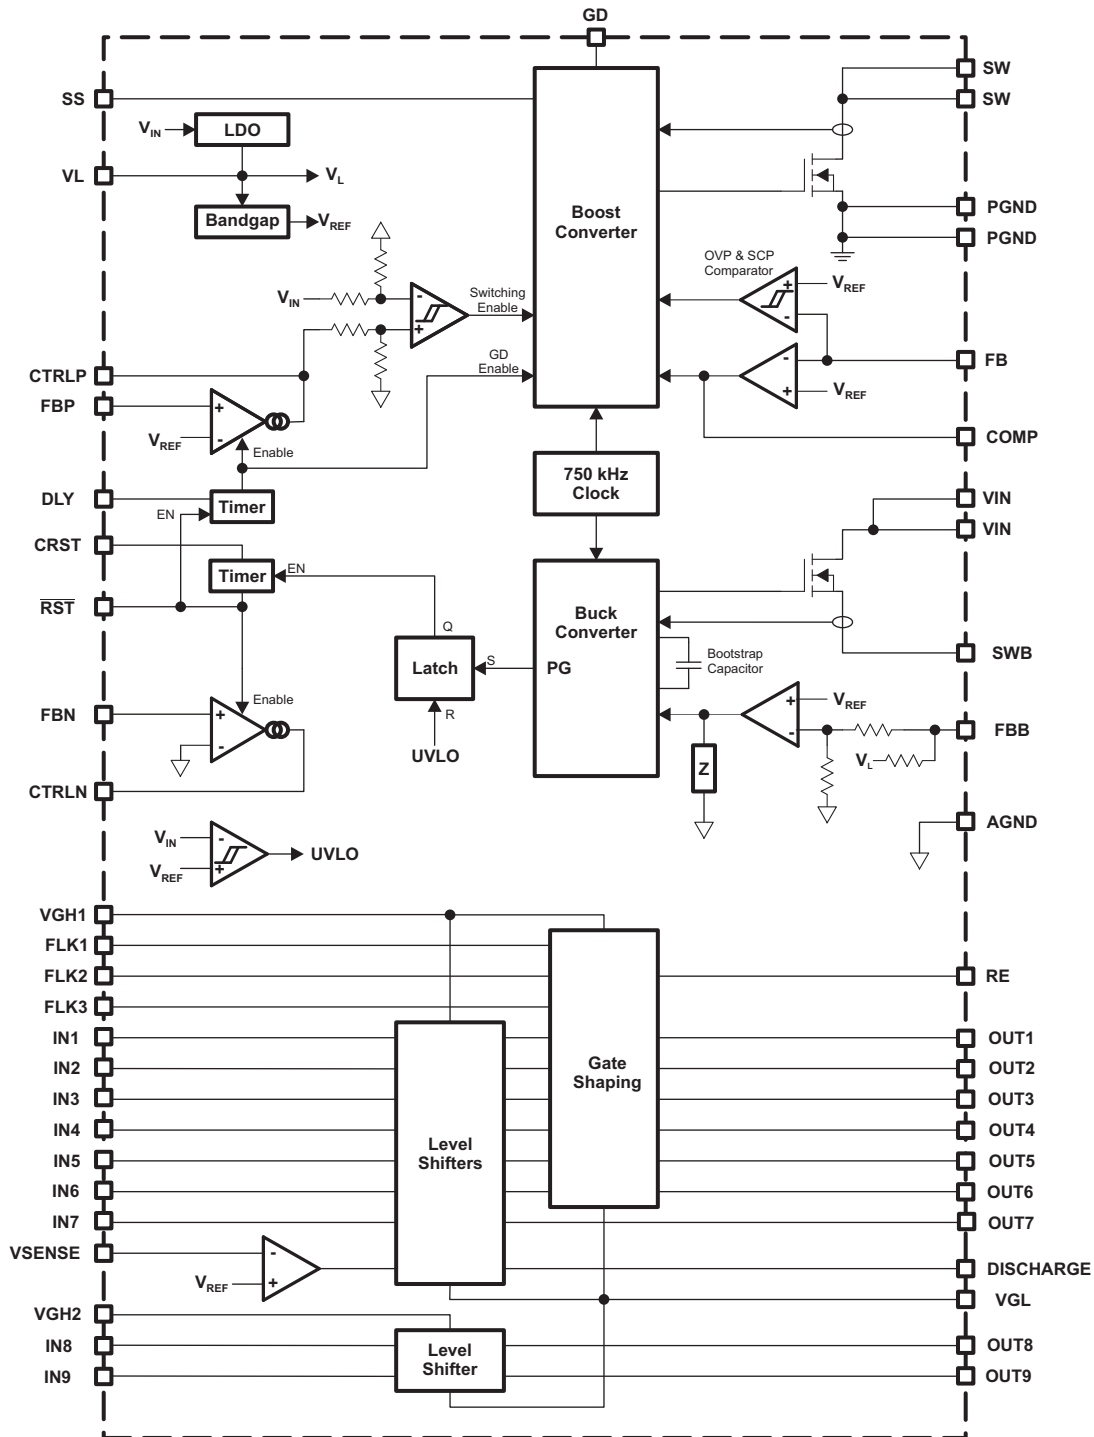 GD
SS
SW
SW
VIN
LDO
VL
VL
Bandgap
VREF
Boost
Converter
PGND
PGND
OVP & SCP
Comparator
+
-
VREF
VIN
-
+
Switching
Enable
GD
Enable
-
+
VREF
FB
CTRLP
FBP
+
-
VREF
Enable
COMP
750 kHz
Clock
DLY
Timer
EN
VIN
VIN
CRST
Timer
EN
RST
Buck
Converter
PG
Q
Latch
S
R
UVLO
Bootstrap
Capacitor
SWB
FBN
+
-
Enable
VREF
+
-
FBB
VL
Z
CTRLN
AGND
VIN
-
VREF
+
UVLO
VGH1
FLK1
FLK2
RE
FLK3
IN1
OUT1
Gate
Shaping
IN2
OUT2
IN3
OUT3
IN4
OUT4
Level
Shifters
IN5
OUT5
IN6
OUT6
IN7
OUT7
VSENSE
-
VREF
+
DISCHARGE
VGL
VGH2
IN8
OUT8
Level
Shifter
IN9
OUT9